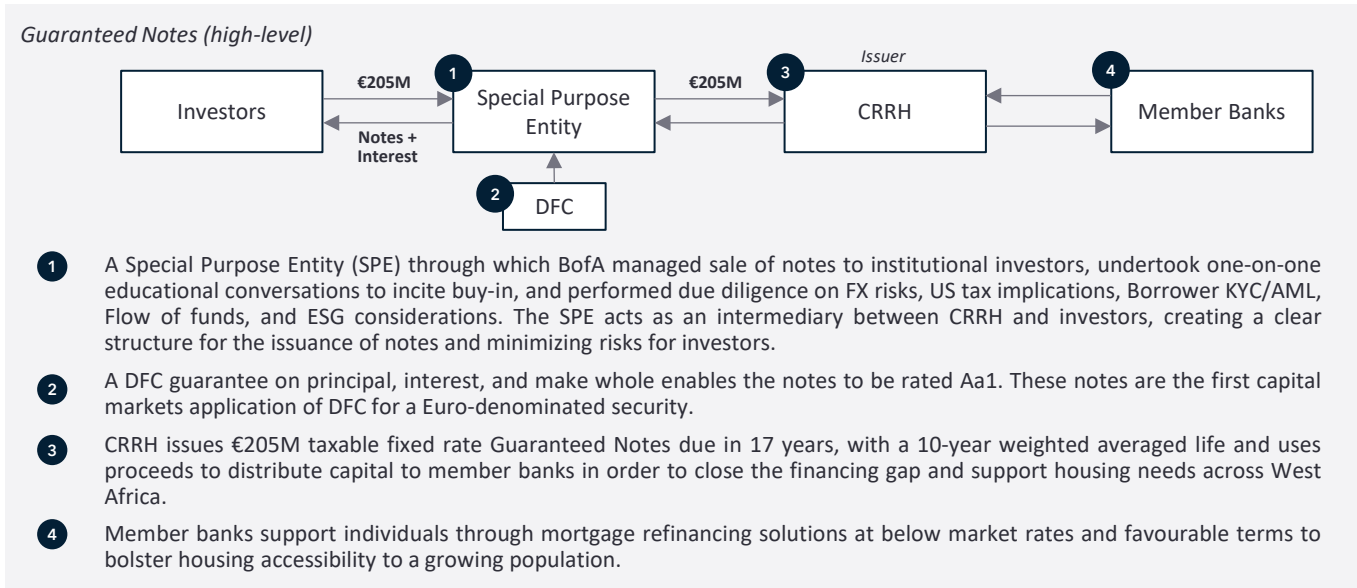 Guaranteed Notes (high-level)
Issuer
1
3
4
€205M
€205M
Investors
Special Purpose
Entity
CRRH
Member Banks
Notes +
Interest
2
DFC
1 A Special Purpose Entity (SPE) through which BofA managed sale of notes to institutional investors, undertook one-on-one
educational conversations to incite buy-in, and performed due diligence on FX risks, US tax implications, Borrower KYC/AML,
Flow of funds, and ESG considerations. The SPE acts as an intermediary between CRRH and investors, creating a clear
structure for the issuance of notes and minimizing risks for investors.
2 A DFC guarantee on principal, interest, and make whole enables the notes to be rated Aa1. These notes are the first capital
markets application of DFC for a Euro-denominated security.
3 CRRH issues €205M taxable fixed rate Guaranteed Notes due in 17 years, with a 10-year weighted averaged life and uses
proceeds to distribute capital to member banks in order to close the financing gap and support housing needs across West
Africa.
4 Member banks support individuals through mortgage refinancing solutions at below market rates and favourable terms to
bolster housing accessibility to a growing population.